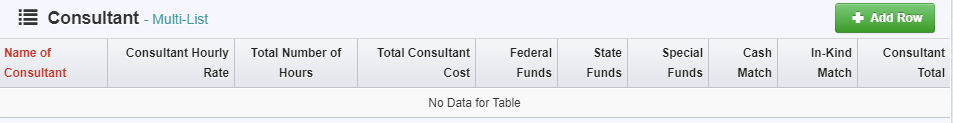 Consultant - Multi-List
Add Row
Name of Consultant Hourly Total Number of Total Consultant Federal State Special Cash In-Kind Consultant
Consultant Rate Hours Cost Funds Funds Funds Match Match Total
No Data for Table